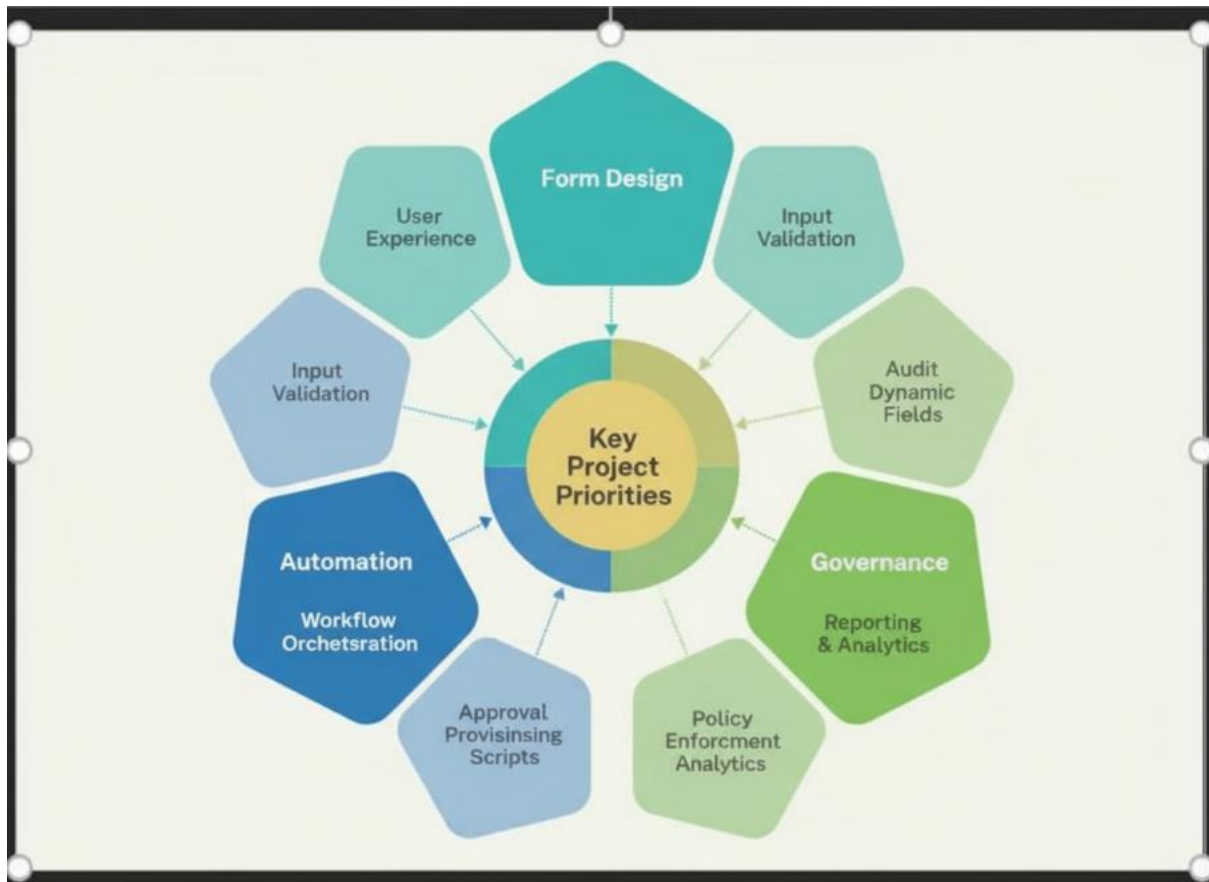 Form Design
User
Experience
Input
Validation
Input
Validation
Audit
Dynamic
Fields
Key
Project
Priorities
Automation
Workflow
Orchetsration
Governance
Reporting
& Analytics
Approval
Provisinsing
Scripts
Policy
Enforcment
Analytics